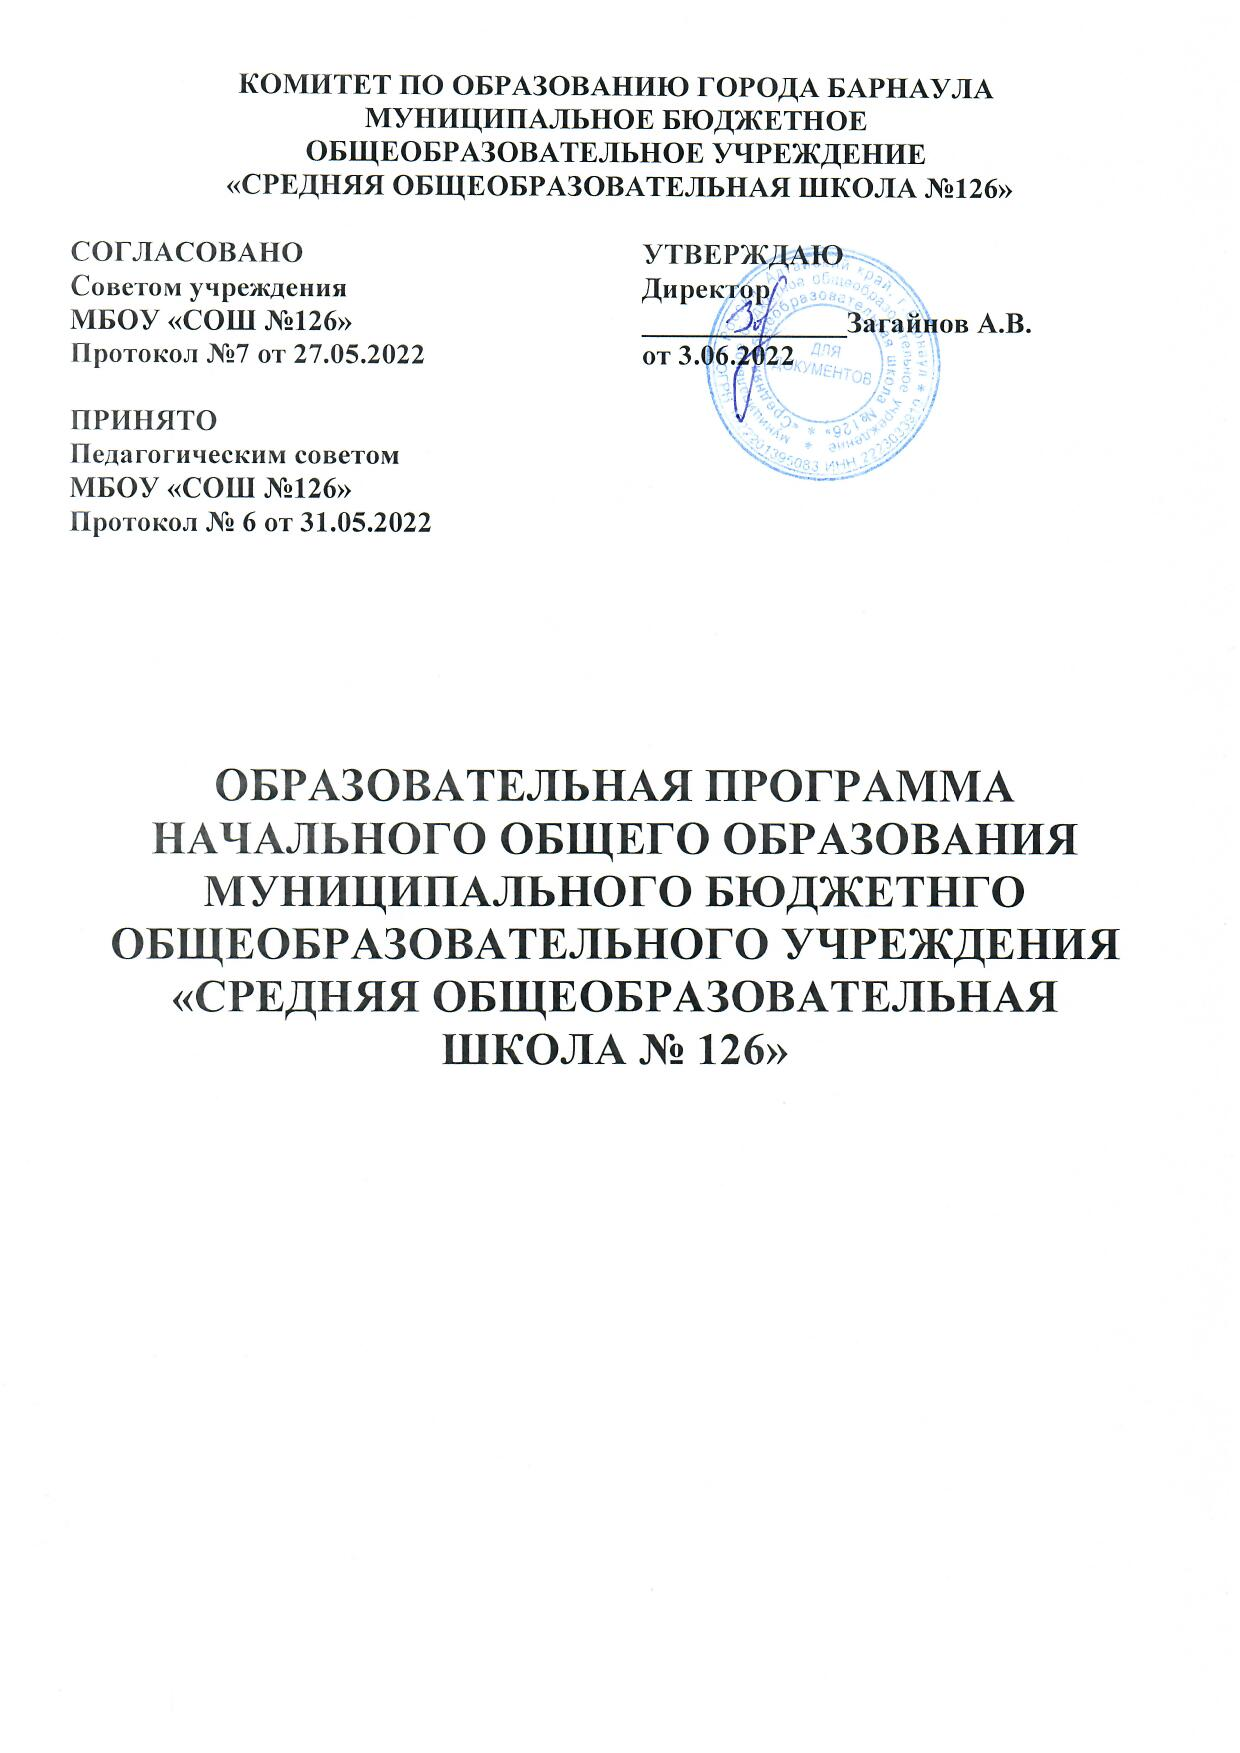 КОМИТЕТ ПО ОБРАЗОВАНИЮ ГОРОДА БАРНАУЛА
МУНИЦИПАЛЬНОЕ БЮДЖЕТНОЕ
ОБЩЕОБРАЗОВАТЕЛЬНОЕ УЧРЕЖДЕНИЕ
«СРЕДНЯЯ ОБЩЕОБРАЗОВАТЕЛЬНАЯ ШКОЛА №126»
СОГЛАСОВАНО
Советом учреждения
МБОУ «СОШ №126»
Протокол №7 от 27.05.2022
УТВЕРЖДАЮ
Директор
Загайнов А.В.
от 3.06.2022
ДЛЯ
ДОКУМЕНТОВ
ПРИНЯТО
Педагогическим советом
МБОУ «СОШ №126»
Протокол № 6 от 31.05.2022
ОБРАЗОВАТЕЛЬНАЯ ПРОГРАММА
НАЧАЛЬНОГО ОБЩЕГО ОБРАЗОВАНИЯ
МУНИЦИПАЛЬНОГО БЮДЖЕТНГО
ОБЩЕОБРАЗОВАТЕЛЬНОГО УЧРЕЖДЕНИЯ
«СРЕДНЯЯ ОБЩЕОБРАЗОВАТЕЛЬНАЯ
ШКОЛА № 126»